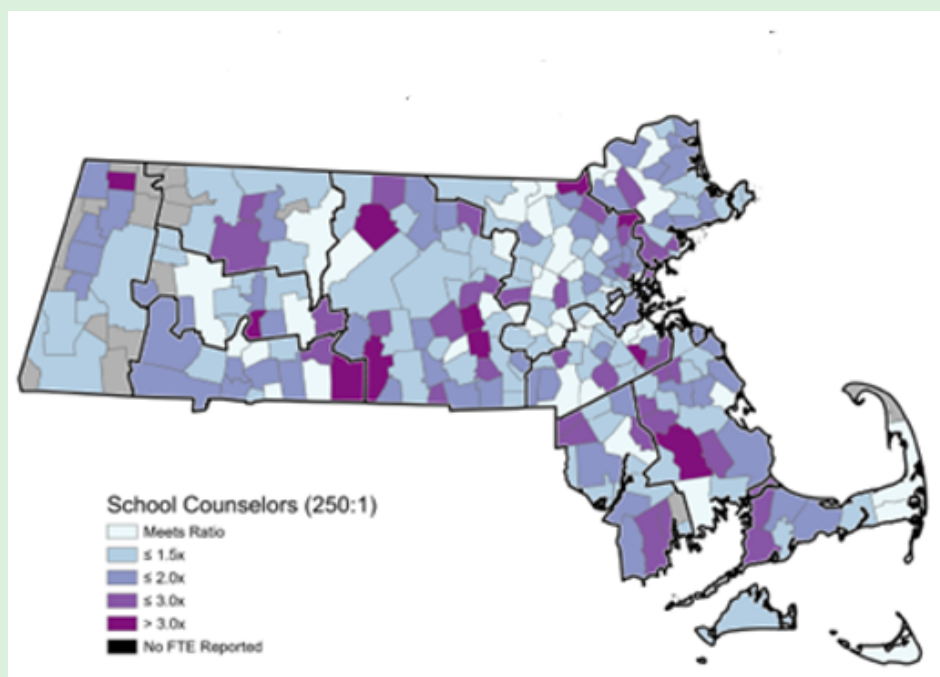 School Counselors (250:1)
Meets Ratio
≤ 1.5x
≤ 2.0x
≤ 3.0x
> 3.0x
No FTE Reported